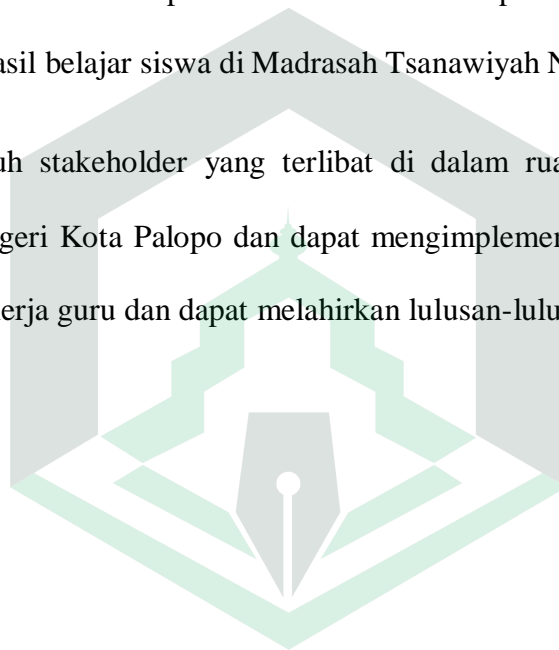 asil belajar siswa di Madrasah Tsanawiyah N
uh stakeholder yang terlibat di dalam rua
geri Kota Palopo dan dapat mengimplemen
erja guru dan dapat melahirkan lulusan-lulu